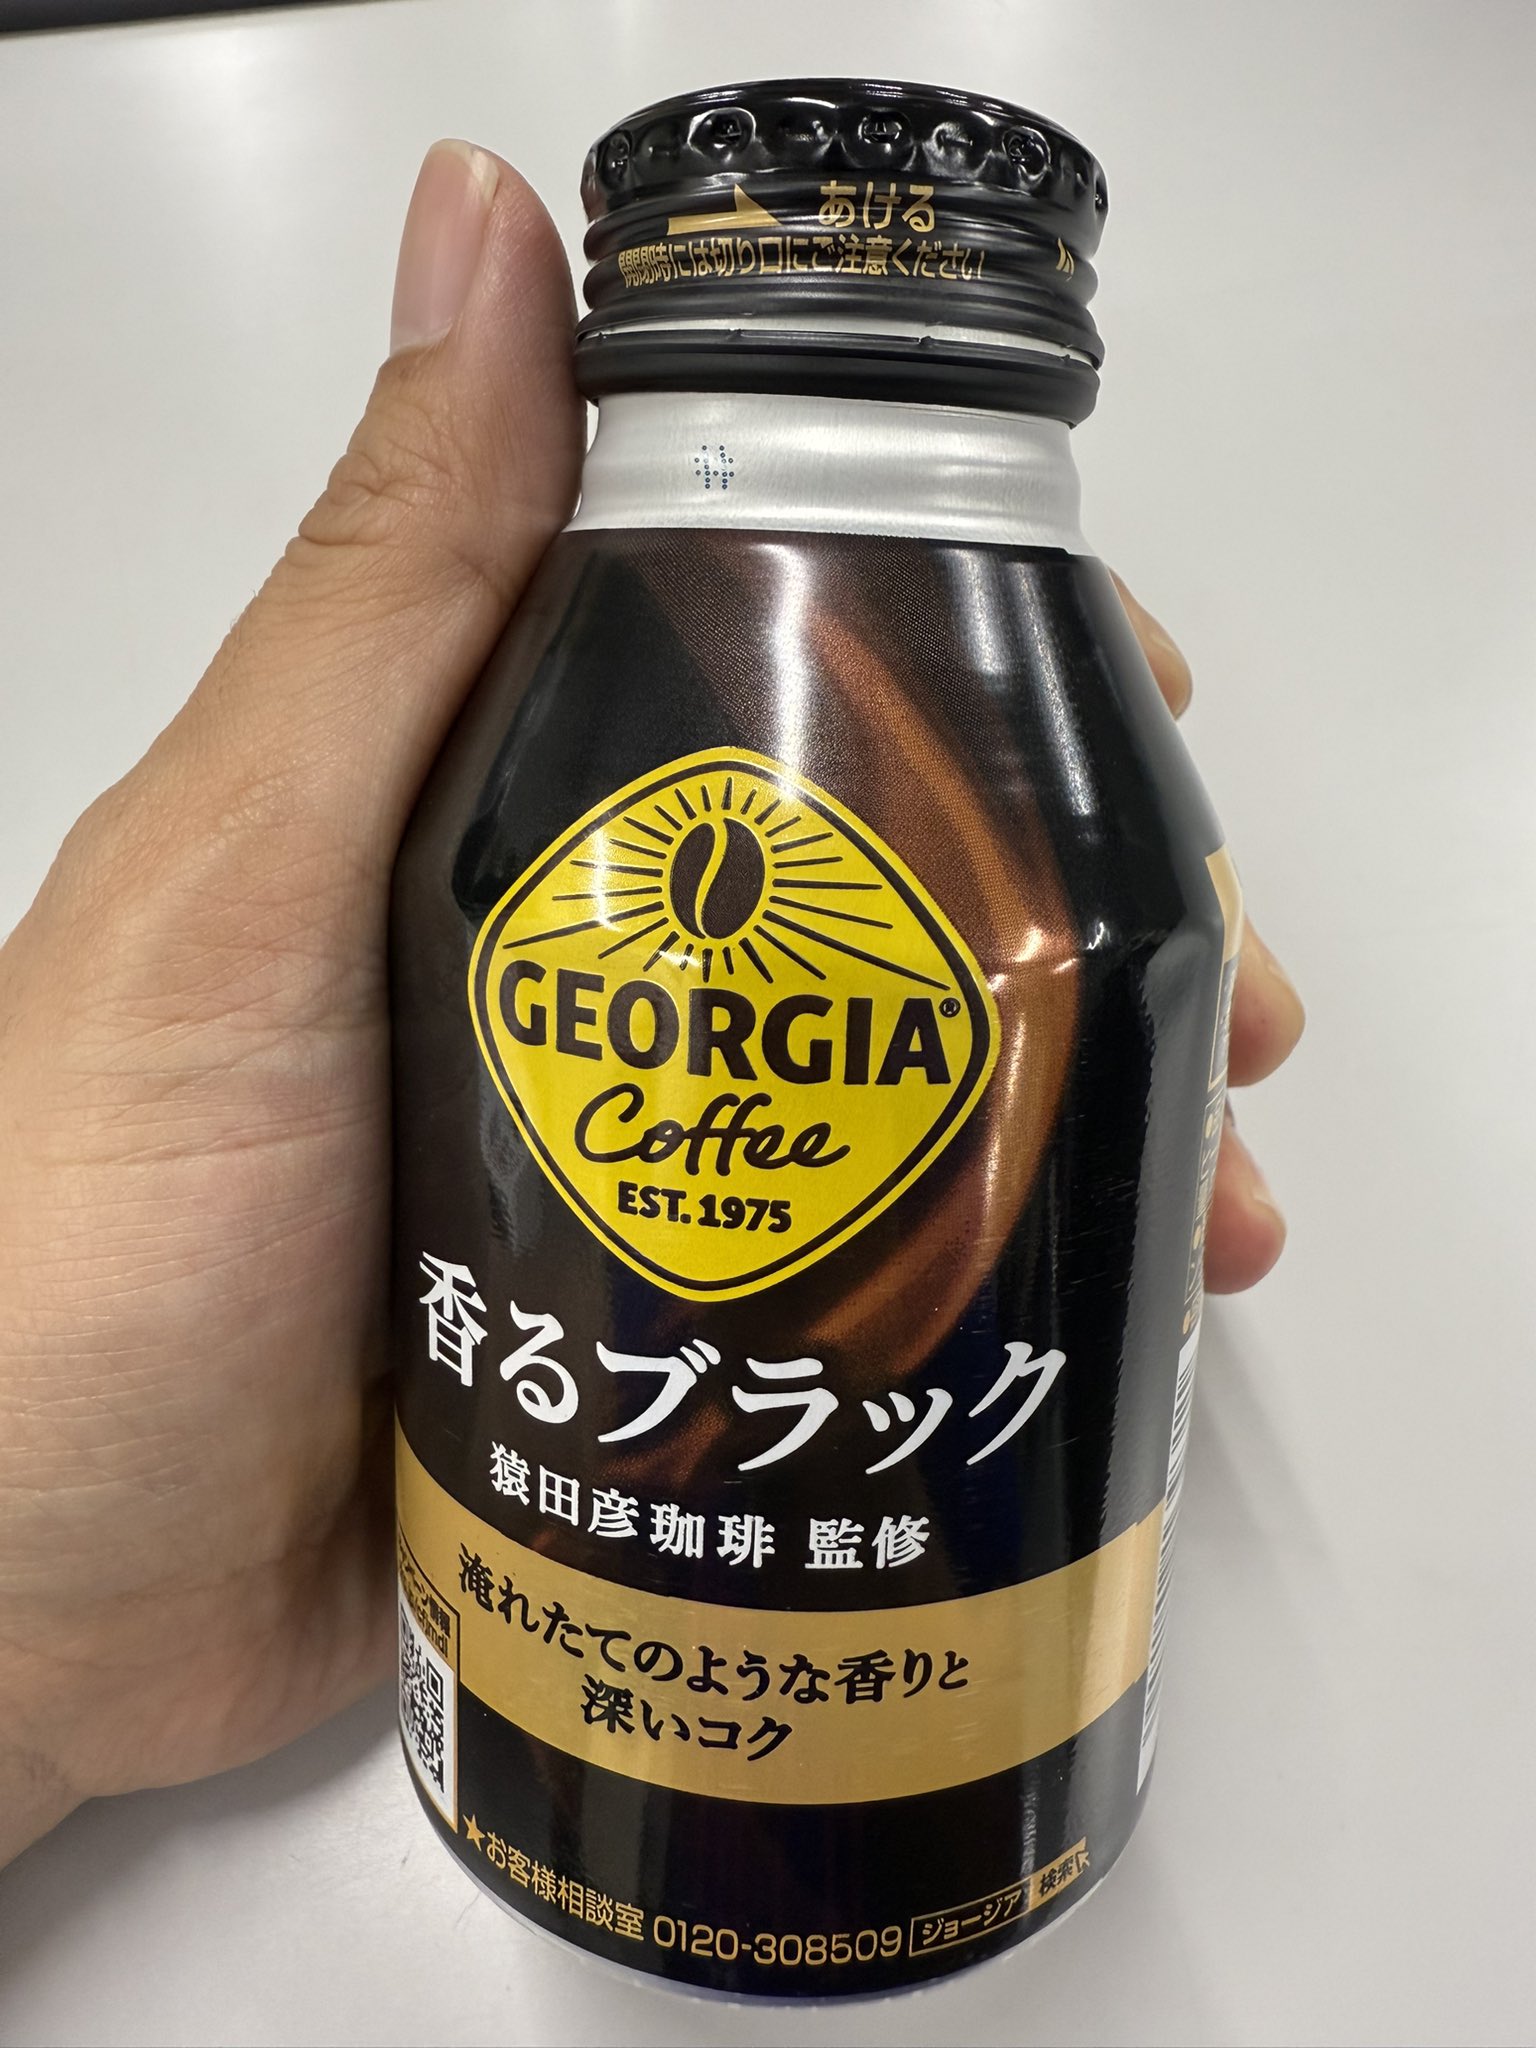 あける
開閉時には切り口にご注意ください
GEORGIA®
Coffee
EST. 1975
香るブラック
猿田彦珈琲 監修
淹れたてのような香りと
深いコク
★お客様相談室 0120-308509 ジョージア 検索